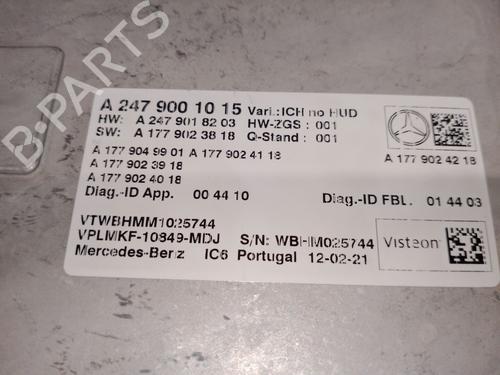 A 247 900 10 15 Vari.:ICH no HUD
HW: A 247 901 82 03 HW-ZGS : 001
SW: A 177 902 38 18 Q-Stand : 001
A 177 904 99 01 A 177 902 41 18
A 177 902 39 18
A 177 902 40 18
A 177 902 42 18
Diag.-ID App. 00 44 10 Diag.-ID FBL. 01 44 03
VTWBHMM1025744
VPLMKF-10849-MDJ S/N: WBHM025744
Mercedes-Benz IC6 Portugal 12-02-21
Visteon
B-PARTS